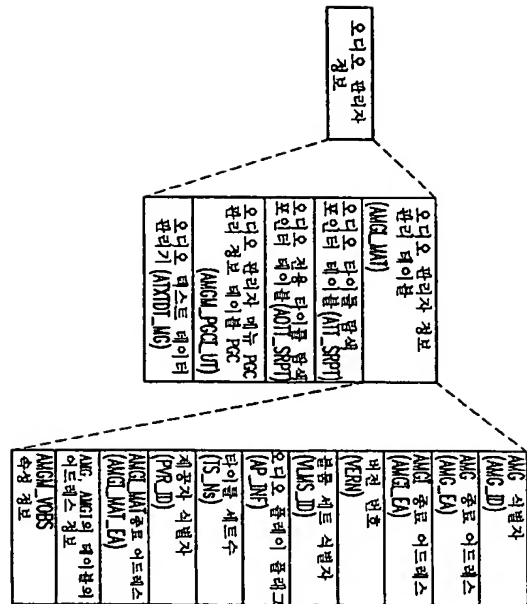 오디오 관리자
정보
오디오 관리자 정보
관리 테이블
(AMGI_MAT)
오디오 타이틀 탐색
포인터 테이블(ATT_SRPT)
오디오 전용 타이틀 탐색
포인터 테이블(AOTT_SRPT)
오디오 관리자 메뉴 PGC
관리 정보 테이블 PGC
(AMGM_PGCI_UT)
오디오 텍스트 데이터
관리기(ATXTDT_MG)
AMG 식별자
(AMG_ID)
AMG 종료 어드레스
(AMG_EA)
AMGI 종료 어드레스
(AMGI_EA)
버전 번호
(VERN)
볼륨 세트 식별자
(VLMS_ID)
오디오 플레이 플래그
(AP_INF)
타이틀 세트수
(TS_Ns)
제공자 식별자
(PVR_ID)
AMGI_MAT 종료 어드레스
(AMGI_MAT_EA)
AMG, AMGI의 테이블의
어드레스 정보
AMGM_VOBS
속성 정보